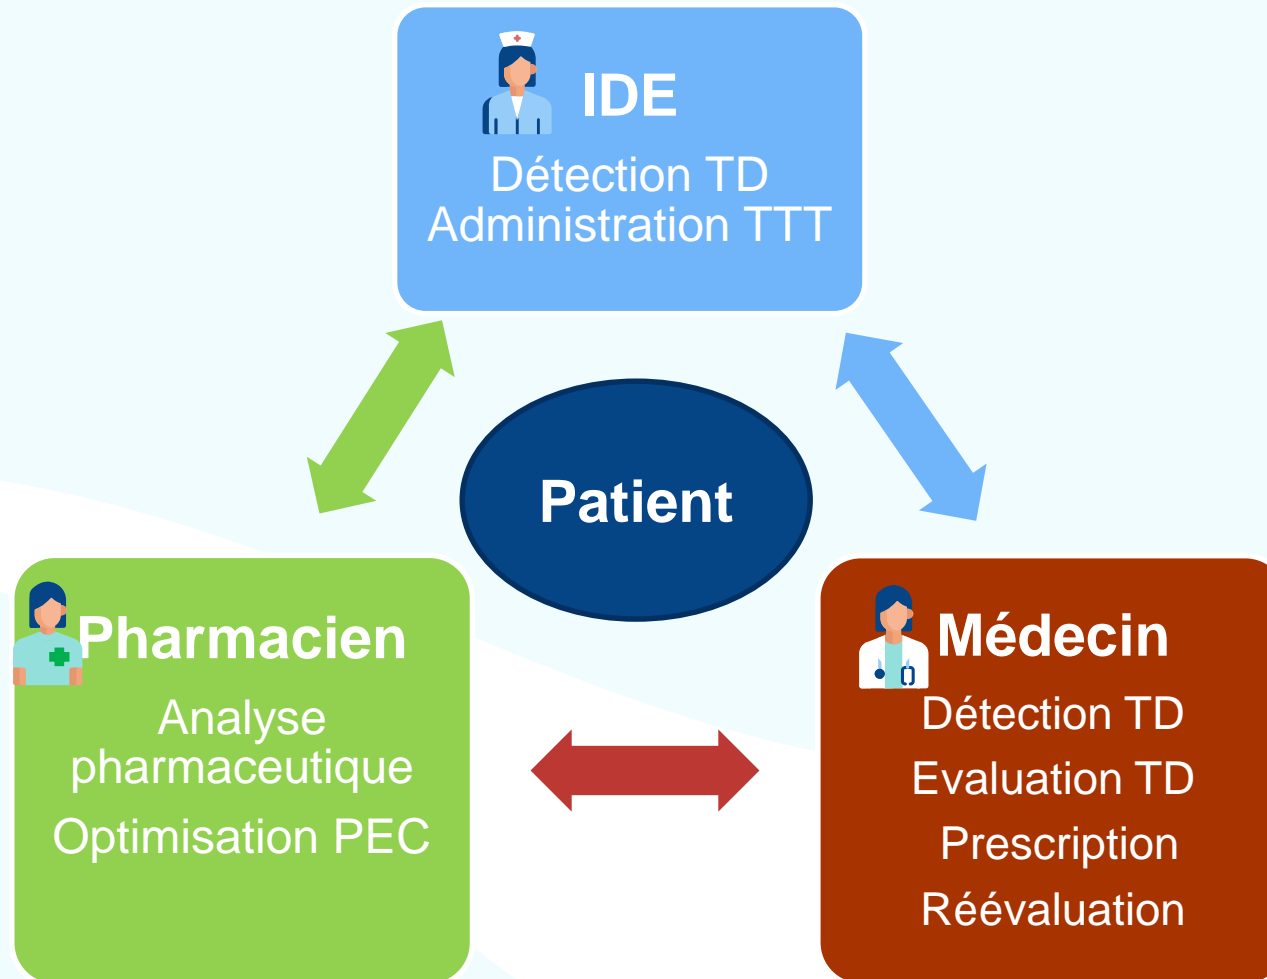 IDE
Détection TD
Administration TTT
Patient
Pharmacien
Analyse
pharmaceutique
Optimisation PEC
Médecin
Détection TD
Evaluation TD
Prescription
Réévaluation